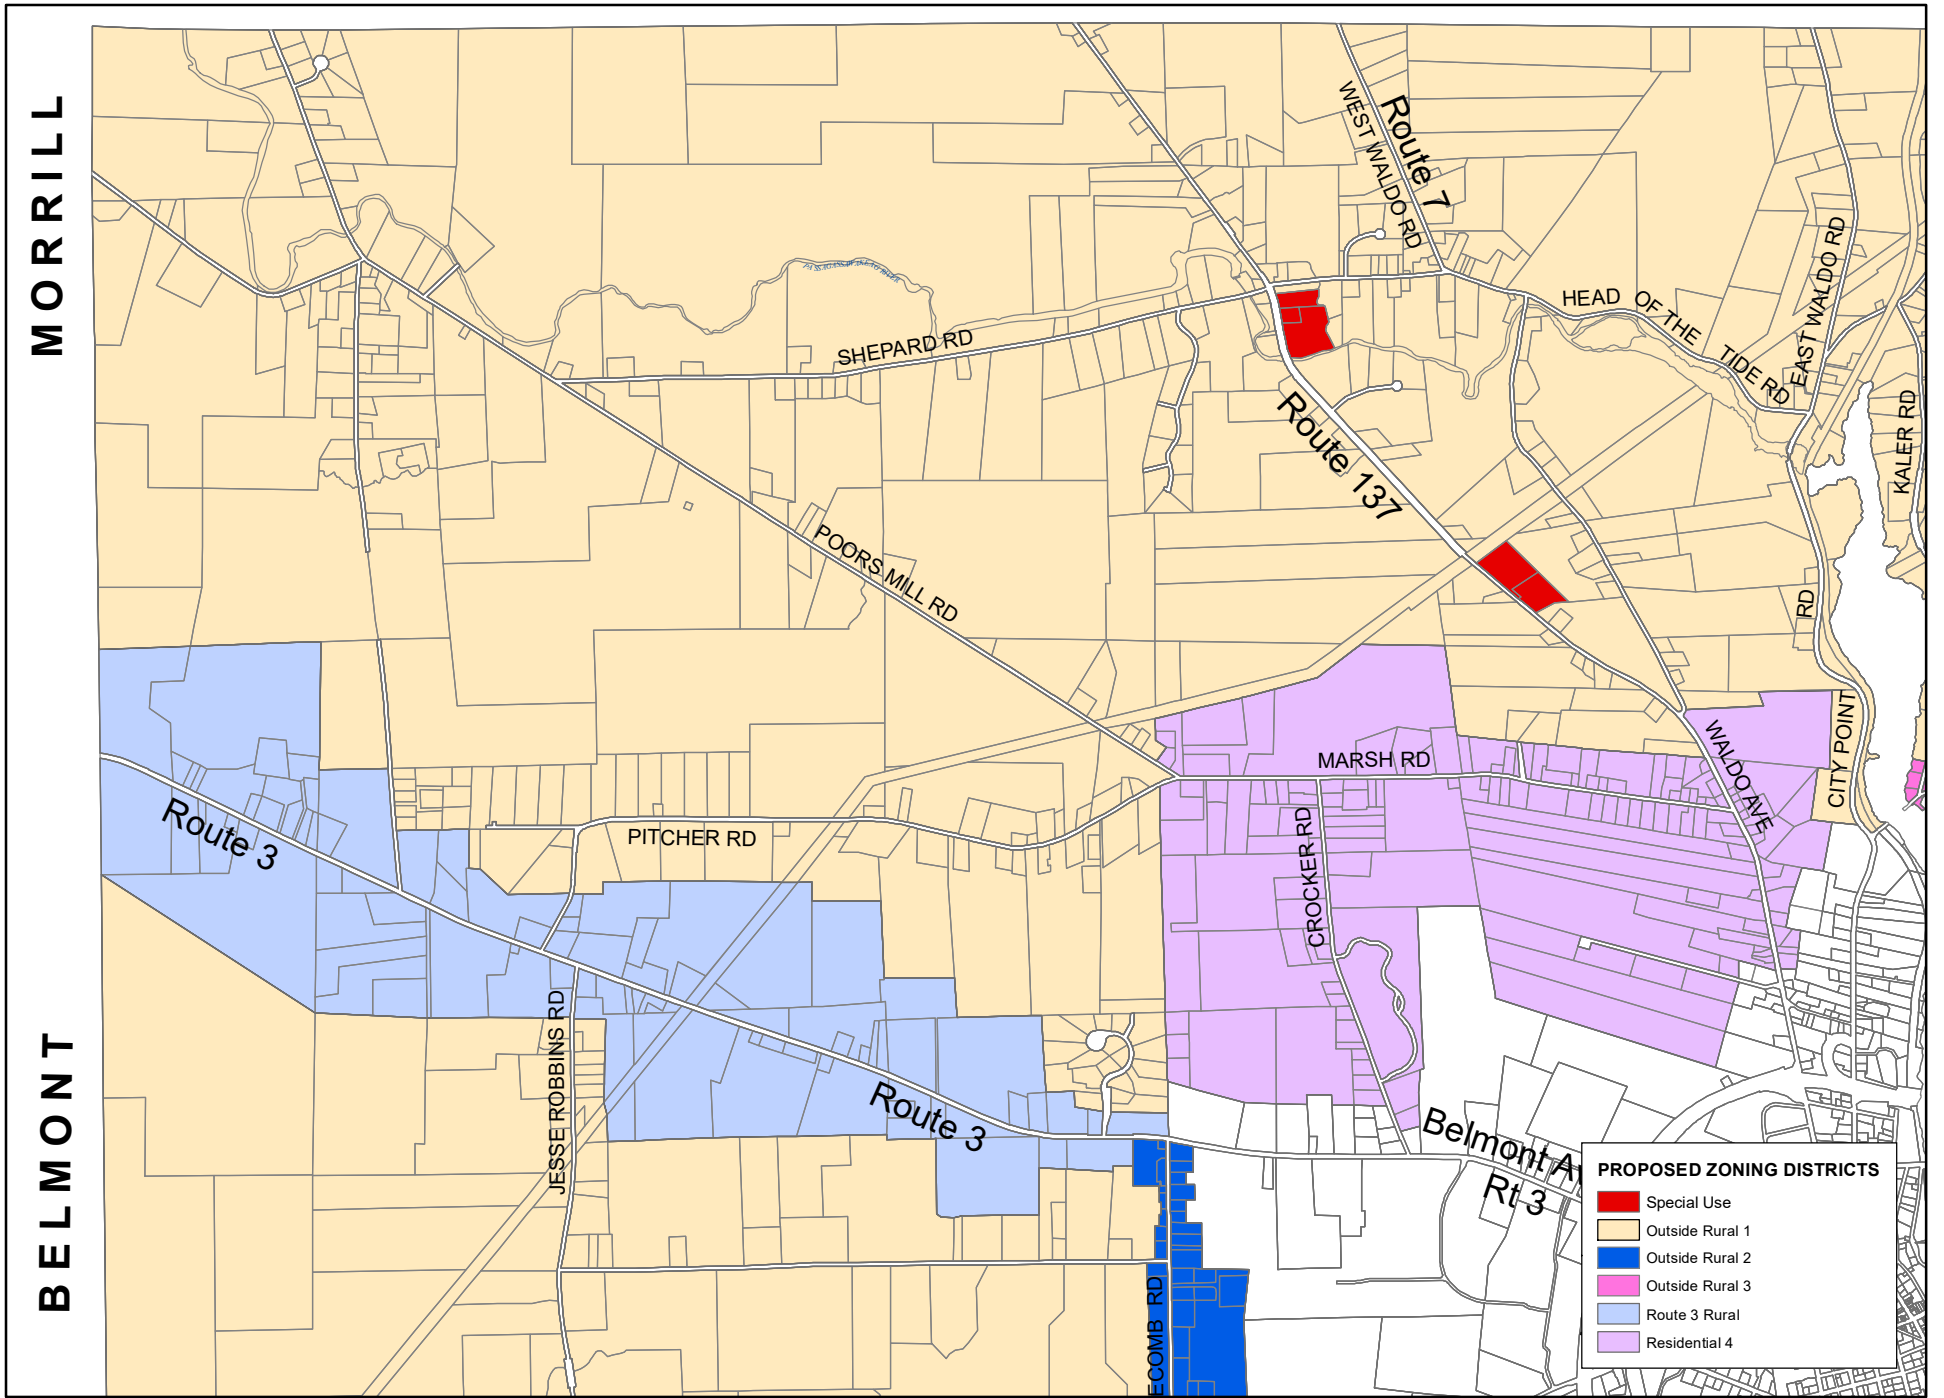 MORRILL
BELMONT
WEST WALDO RD
Route 7
PASSAGASSAWAKEAG RIVER
SHEPARD RD
HEAD OF THE TIDE RD
EAST WALDO RD
KALER RD
Route 137
POORS MILL RD
RD
CITY POINT
WALDO AVE
MARSH RD
CROCKER RD
PITCHER RD
Route 3
JESSE ROBBINS RD
Route 3
Belmont A
Rt 3
ECOMB RD
PROPOSED ZONING DISTRICTS
Special Use
Outside Rural 1
Outside Rural 2
Outside Rural 3
Route 3 Rural
Residential 4